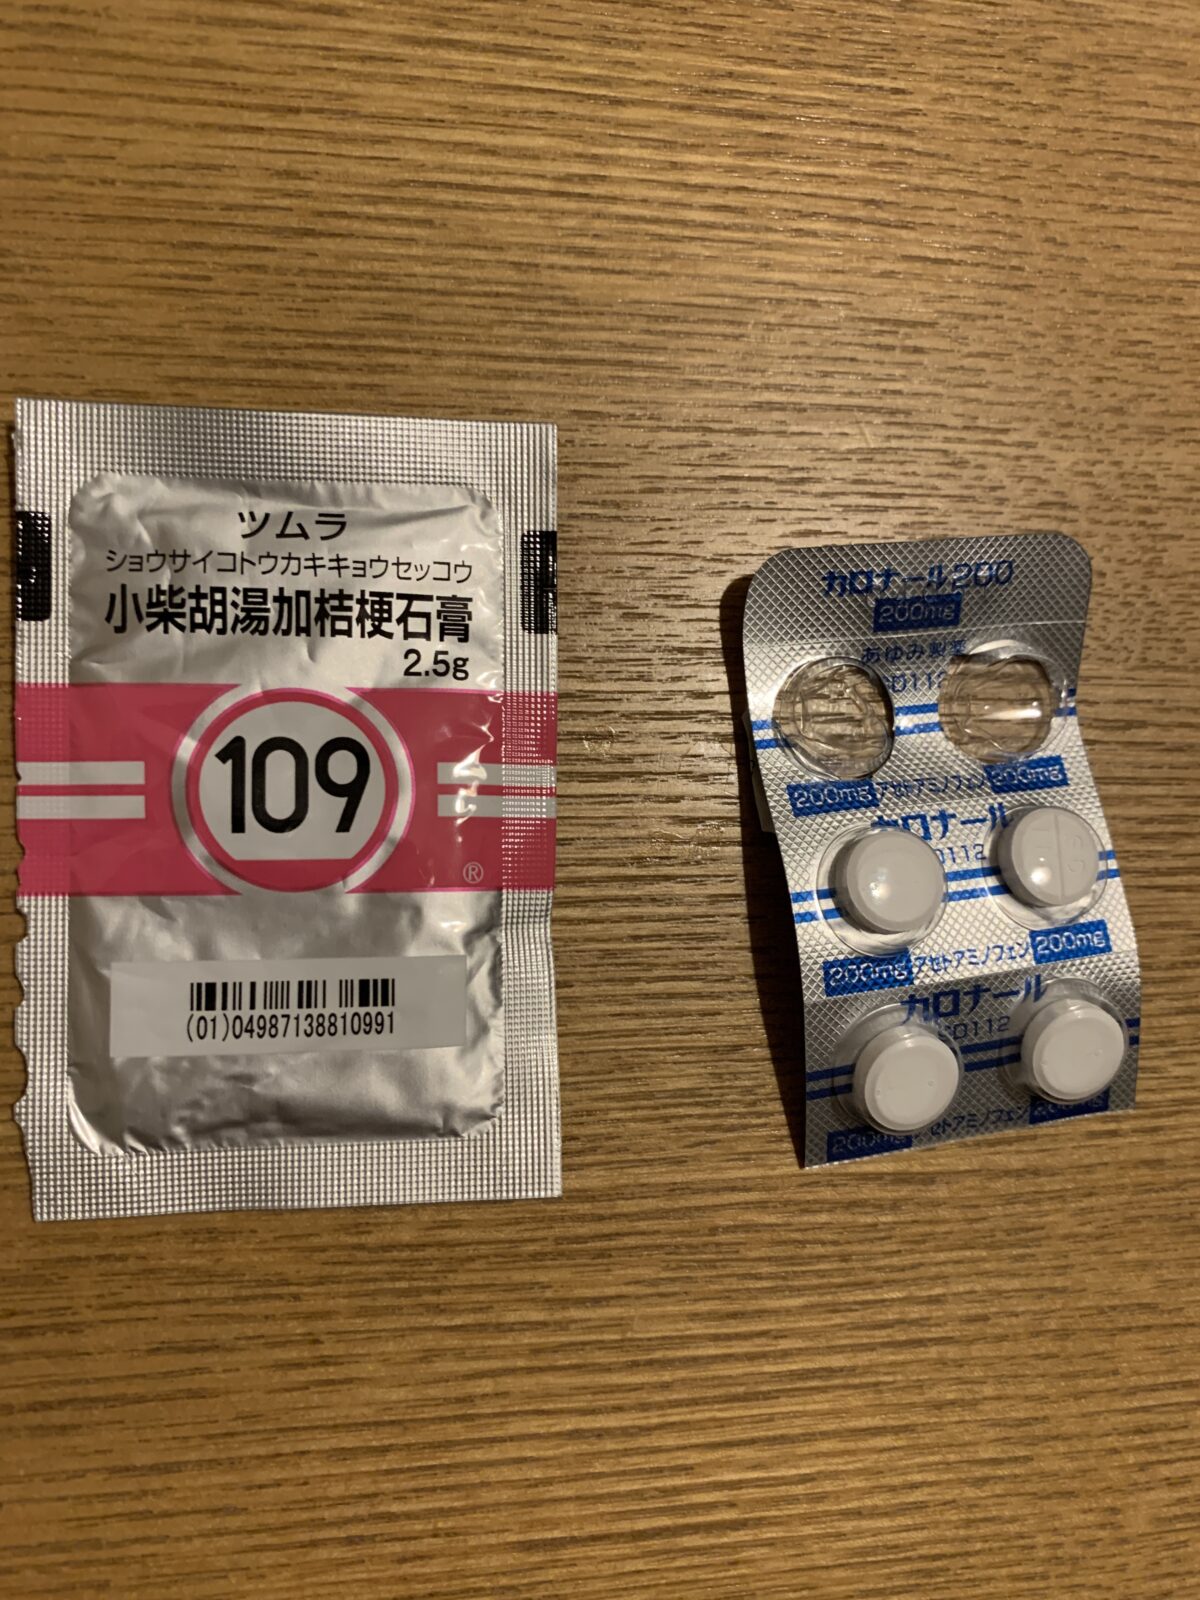 ツムラ
ショウサイコトウカキキョウセッコウ
小柴胡湯加桔梗石膏
2.5g
109
®
(01)04987138810991
カロナール200
200mg
あゆみ製薬
0112
200mg アセトアミノフェン 200mg
カロナール
0112
200mg アセトアミノフェン 200mg
カロナール
0112
200mg アセトアミノフェン 200mg